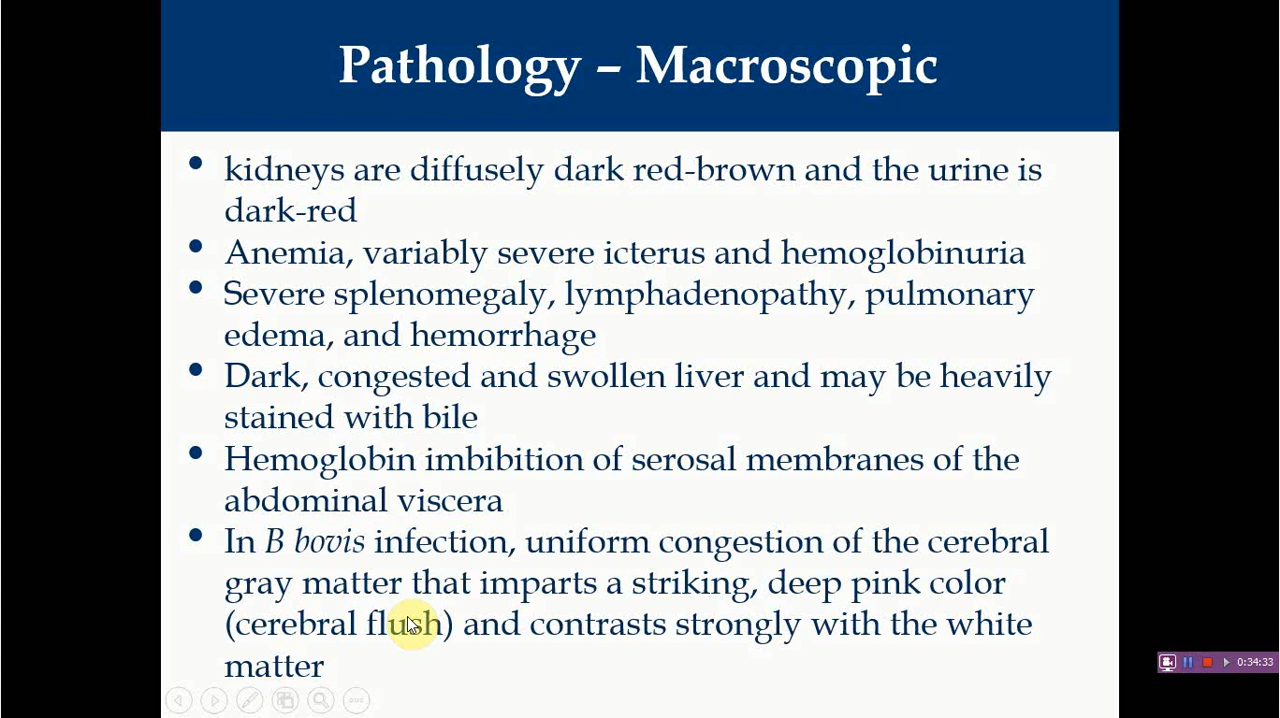 Pathology – Macroscopic
• kidneys are diffusely dark red-brown and the urine is
dark-red
• Anemia, variably severe icterus and hemoglobinuria
• Severe splenomegaly, lymphadenopathy, pulmonary
edema, and hemorrhage
• Dark, congested and swollen liver and may be heavily
stained with bile
• Hemoglobin imbibition of serosal membranes of the
abdominal viscera
• In B bovis infection, uniform congestion of the cerebral
gray matter that imparts a striking, deep pink color
(cerebral flush) and contrasts strongly with the white
matter
0:34:33